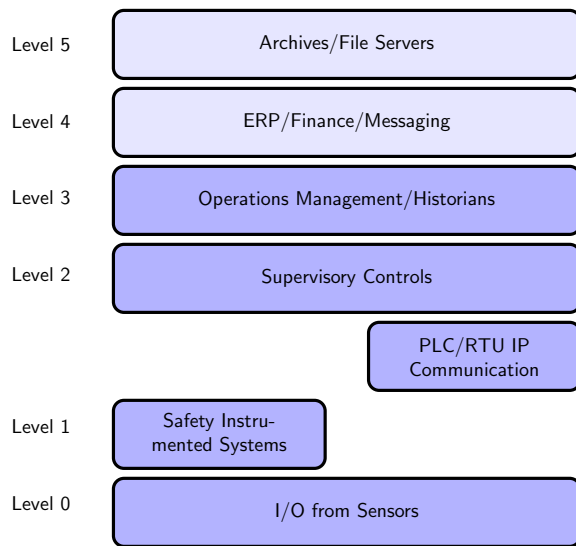 Level 5
Archives/File Servers
Level 4
ERP/Finance/Messaging
Level 3
Operations Management/Historians
Level 2
Supervisory Controls
PLC/RTU IP
Communication
Level 1
Safety Instru-
mented Systems
Level 0
I/O from Sensors